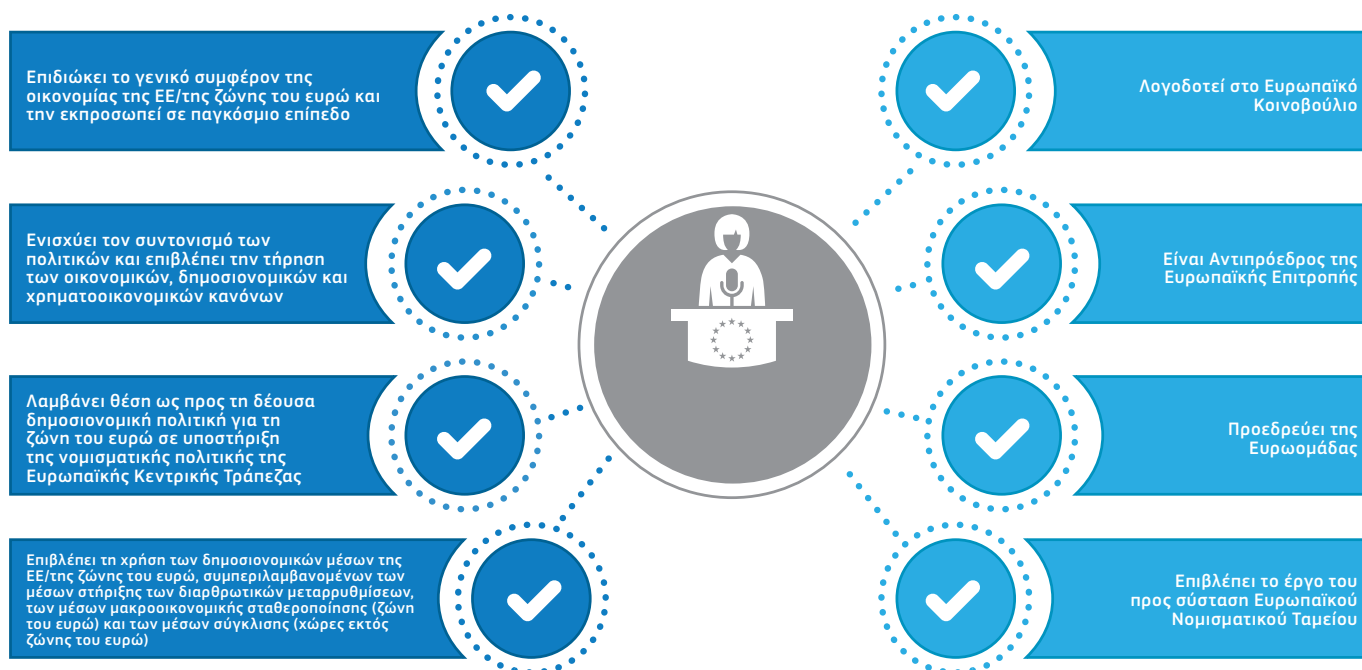 Επιδιώκει το γενικό συμφέρον της
οικονομίας της ΕΕ/της ζώνης του ευρώ και
την εκπροσωπεί σε παγκόσμιο επίπεδο
Ενισχύει τον συντονισμό των
πολιτικών και επιβλέπει την τήρηση
των οικονομικών, δημοσιονομικών και
χρηματοοικονομικών κανόνων
Λαμβάνει θέση ως προς τη δέουσα
δημοσιονομική πολιτική για τη
ζώνη του ευρώ σε υποστήριξη
της νομισματικής πολιτικής της
Ευρωπαϊκής Κεντρικής Τράπεζας
Επιβλέπει τη χρήση των δημοσιονομικών μέσων της
ΕΕ/της ζώνης του ευρώ, συμπεριλαμβανομένων των
μέσων στήριξης των διαρθρωτικών μεταρρυθμίσεων,
των μέσων μακροοικονομικής σταθεροποίησης (ζώνη
του ευρώ) και των μέσων σύγκλισης (χώρες εκτός
ζώνης του ευρώ)
Λογοδοτεί στο Ευρωπαϊκό
Κοινοβούλιο
Είναι Αντιπρόεδρος της
Ευρωπαϊκής Επιτροπής
Προεδρεύει της
Ευρωομάδας
Επιβλέπει το έργο του
προς σύσταση Ευρωπαϊκού
Νομισματικού Ταμείου